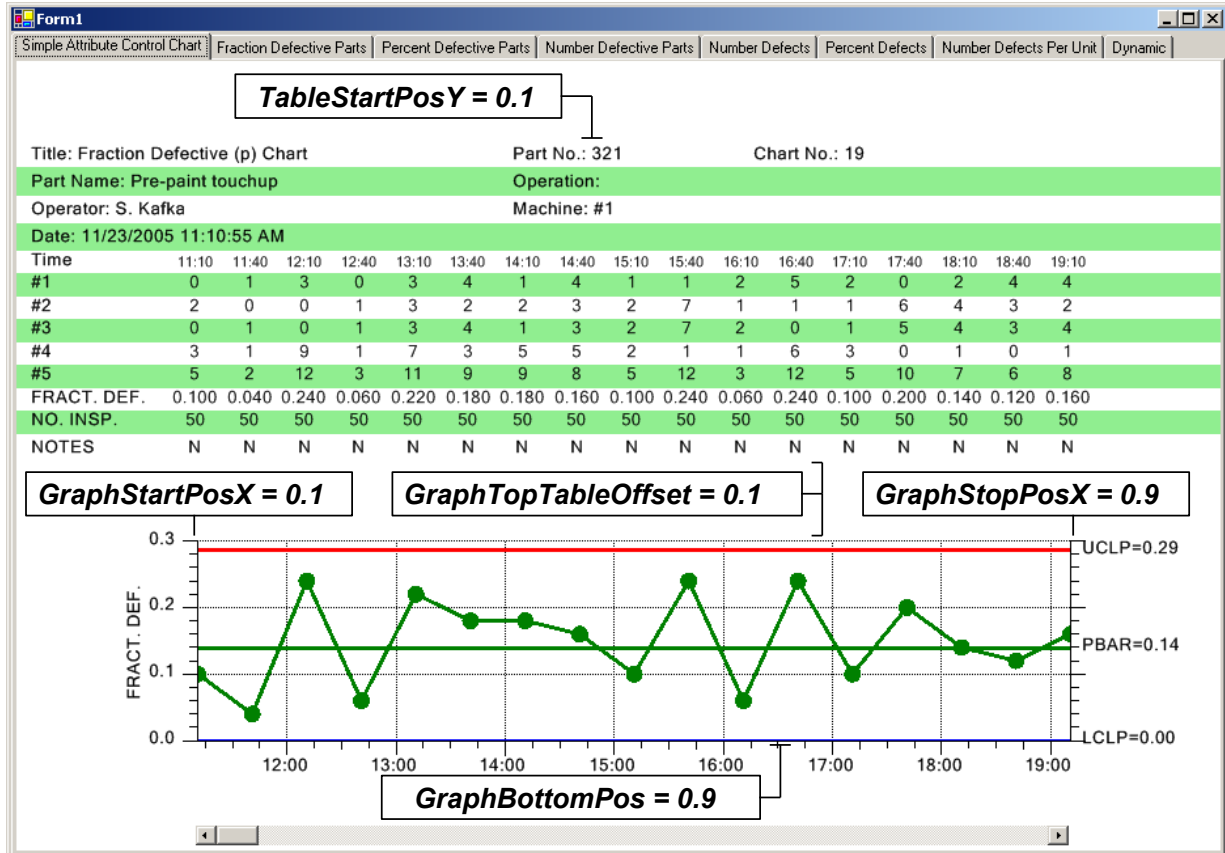 Form1
Simple Attribute Control Chart Fraction Defective Parts Percent Defective Parts Number Defective Parts Number Defects Percent Defects Number Defects Per Unit Dynamic
TableStartPosY = 0.1
Title: Fraction Defective (p) Chart Part No.: 321 Chart No.: 19
Part Name: Pre-paint touchup Operation:
Operator: S. Kafka Machine: #1
Date: 11/23/2005 11:10:55 AM
Time 11:10 11:40 12:10 12:40 13:10 13:40 14:10 14:40 15:10 15:40 16:10 16:40 17:10 17:40 18:10 18:40 19:10
#1 0 1 3 0 3 4 1 4 1 1 2 5 2 0 2 4 4
#2 2 0 0 1 3 2 2 3 2 7 1 1 1 6 4 3 2
#3 0 1 0 1 3 4 1 3 2 7 2 0 1 5 4 3 4
#4 3 1 9 1 7 3 5 5 2 1 1 6 3 0 1 0 1
#5 5 2 12 3 11 9 9 8 5 12 3 12 5 10 7 6 8
FRACT. DEF. 0.100 0.040 0.240 0.060 0.220 0.180 0.180 0.160 0.100 0.240 0.060 0.240 0.100 0.200 0.140 0.120 0.160
NO. INSP. 50 50 50 50 50 50 50 50 50 50 50 50 50 50 50 50 50
NOTES N N N N N N N N N N N N N N N N N
GraphStartPosX = 0.1 GraphTopTableOffset = 0.1 GraphStopPosX = 0.9
0.3
UCLP=0.29
0.2
FRACT. DEF.
PBAR=0.14
0.1
0.0
LCLP=0.00
12:00 13:00 14:00 15:00 16:00 17:00 18:00 19:00
GraphBottomPos = 0.9